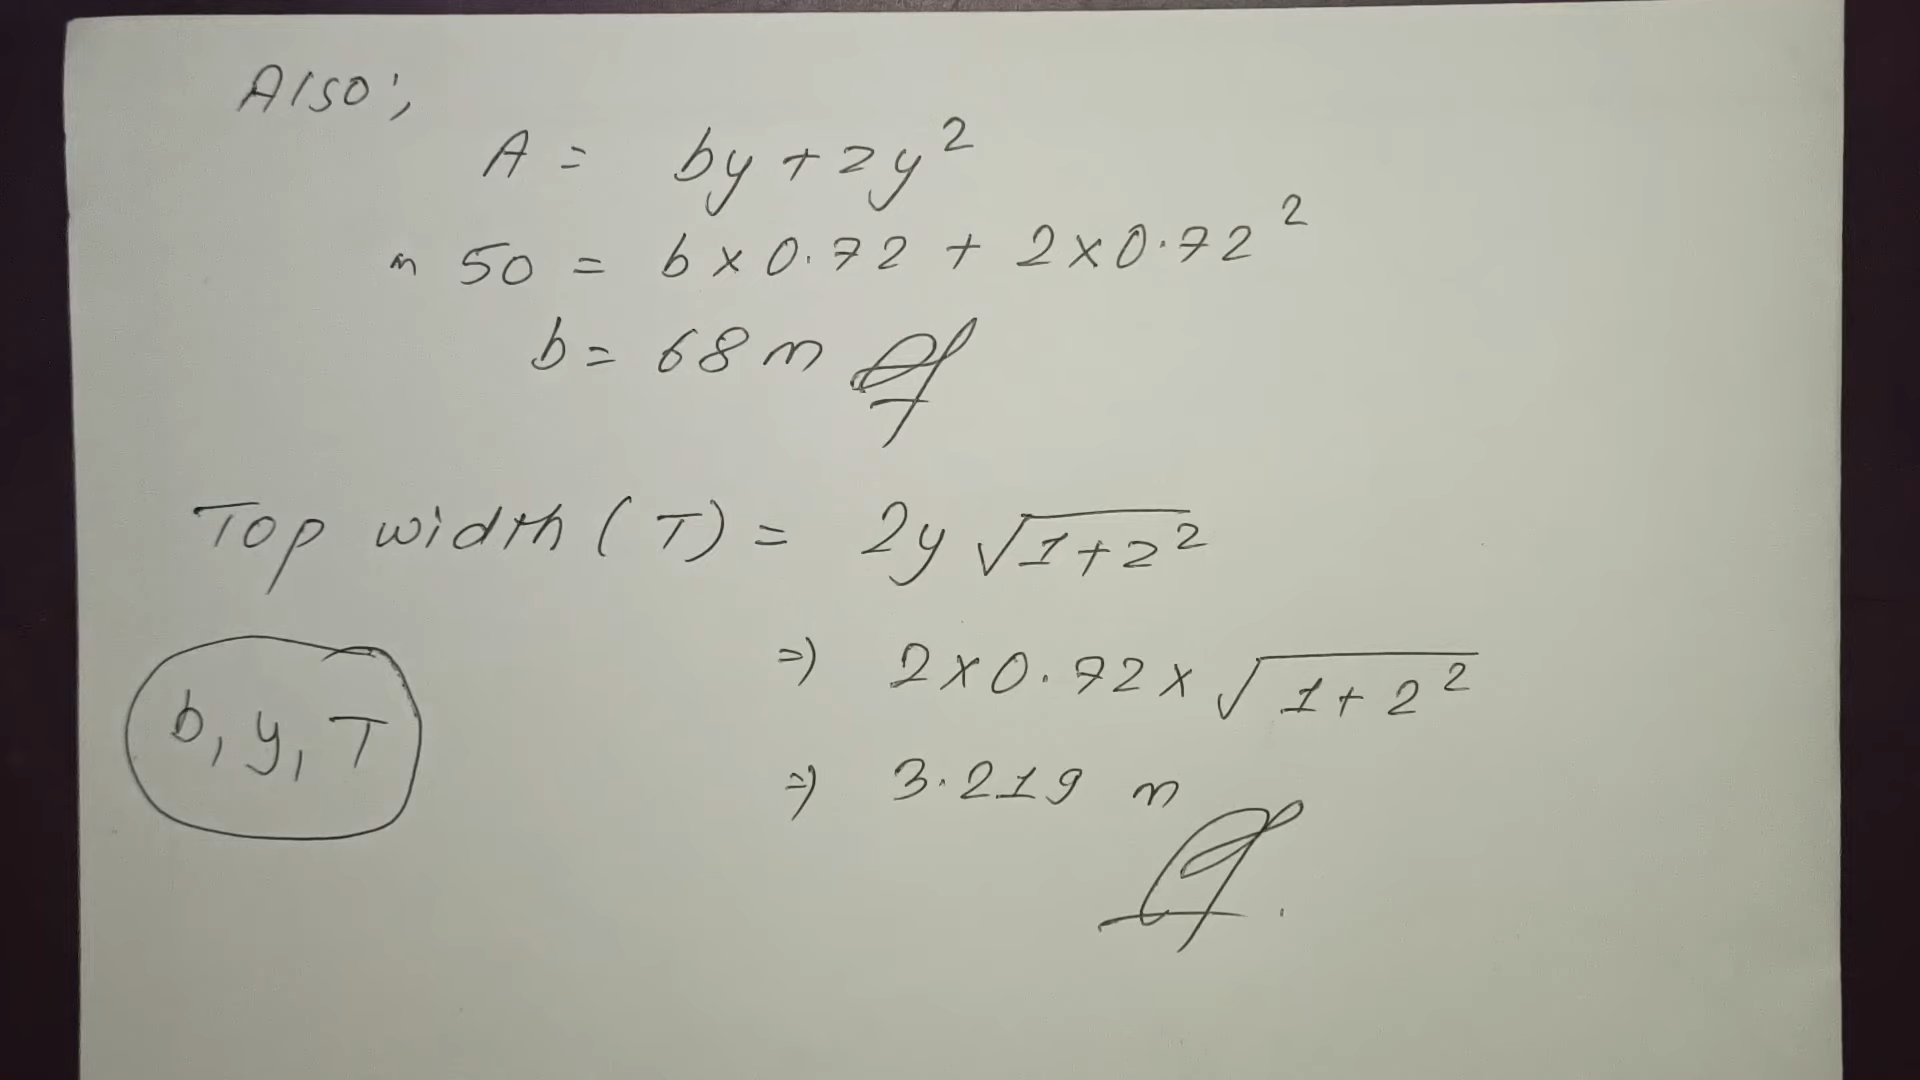 Also;
A = by + zy²
m 50 = b x 0.72 + 2 x 0.72²
b = 68 m
Top width (T) = 2y √1+z²
=> 2 x 0.72 x √1+2²
=> 3.219 m
b, y, T